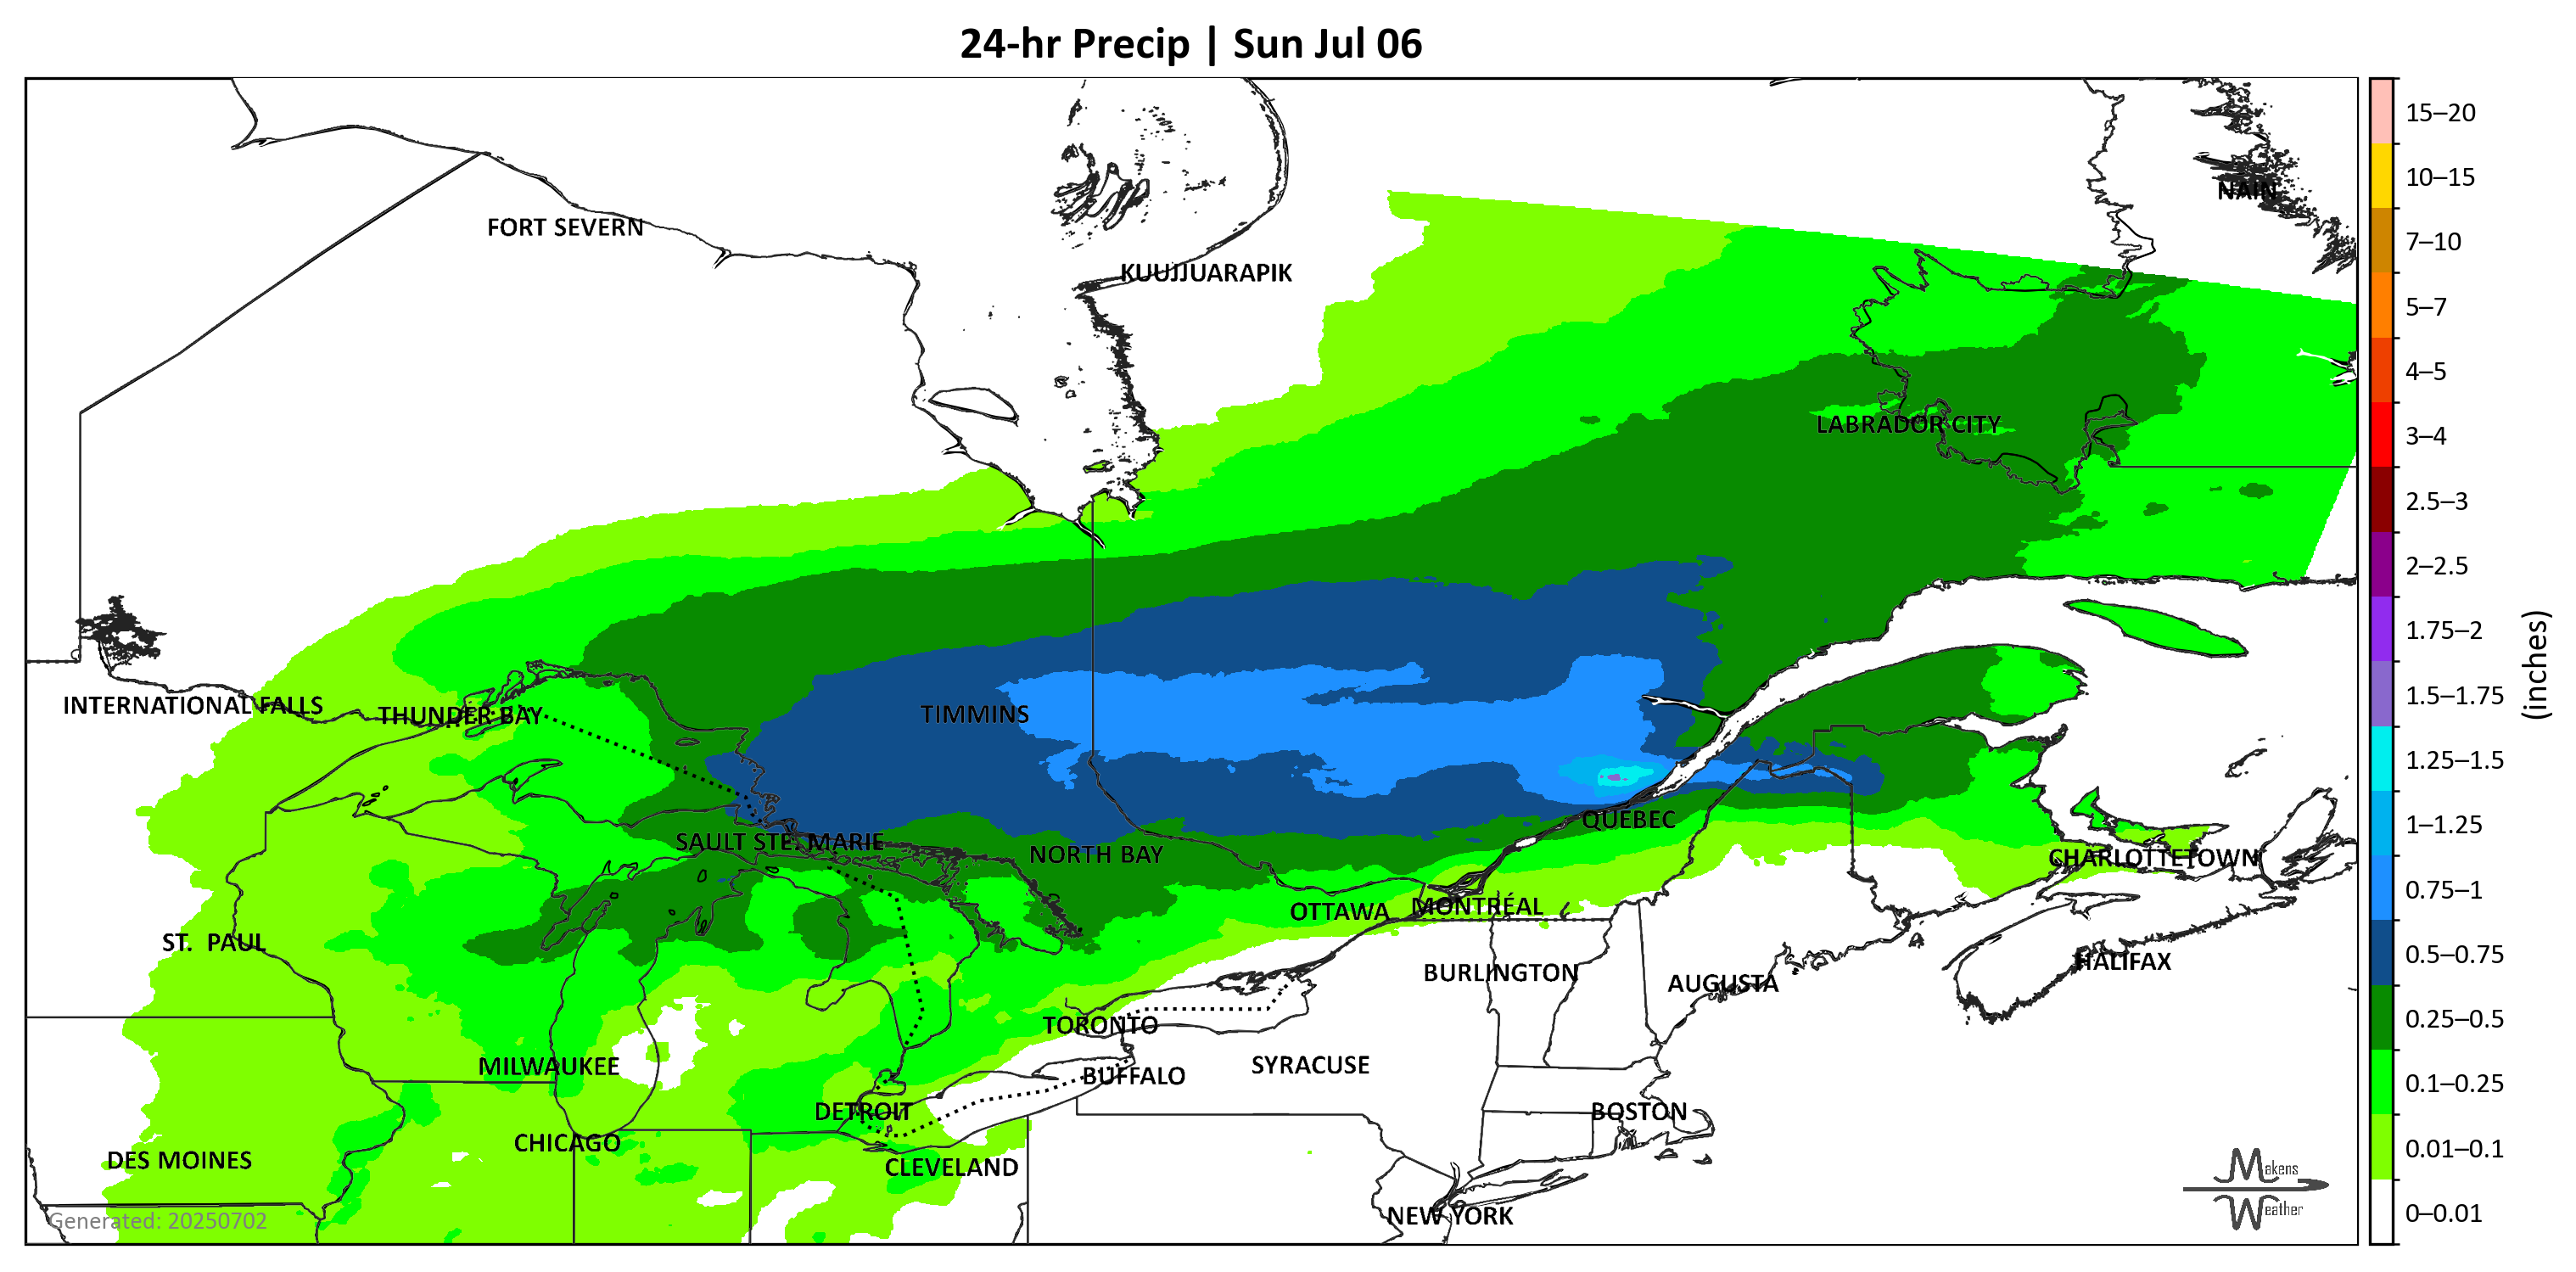 24-hr Precip | Sun Jul 06
15–20
10–15
NAIN
FORT SEVERN
7–10
KUUJJUARAPIK
5–7
4–5
LABRADOR CITY
3–4
2.5–3
2–2.5
1.75–2
(inches)
1.5–1.75
INTERNATIONAL FALLS
THUNDER BAY
TIMMINS
1.25–1.5
QUEBEC
1–1.25
SAULT STE. MARIE
NORTH BAY
CHARLOTTETOWN
0.75–1
OTTAWA
MONTRÉAL
ST. PAUL
0.5–0.75
HALIFAX
BURLINGTON
AUGUSTA
TORONTO
0.25–0.5
MILWAUKEE
SYRACUSE
BUFFALO
0.1–0.25
DETROIT
BOSTON
CHICAGO
0.01–0.1
DES MOINES
CLEVELAND
Makens
Weather
NEW YORK
0–0.01
Generated: 20250702